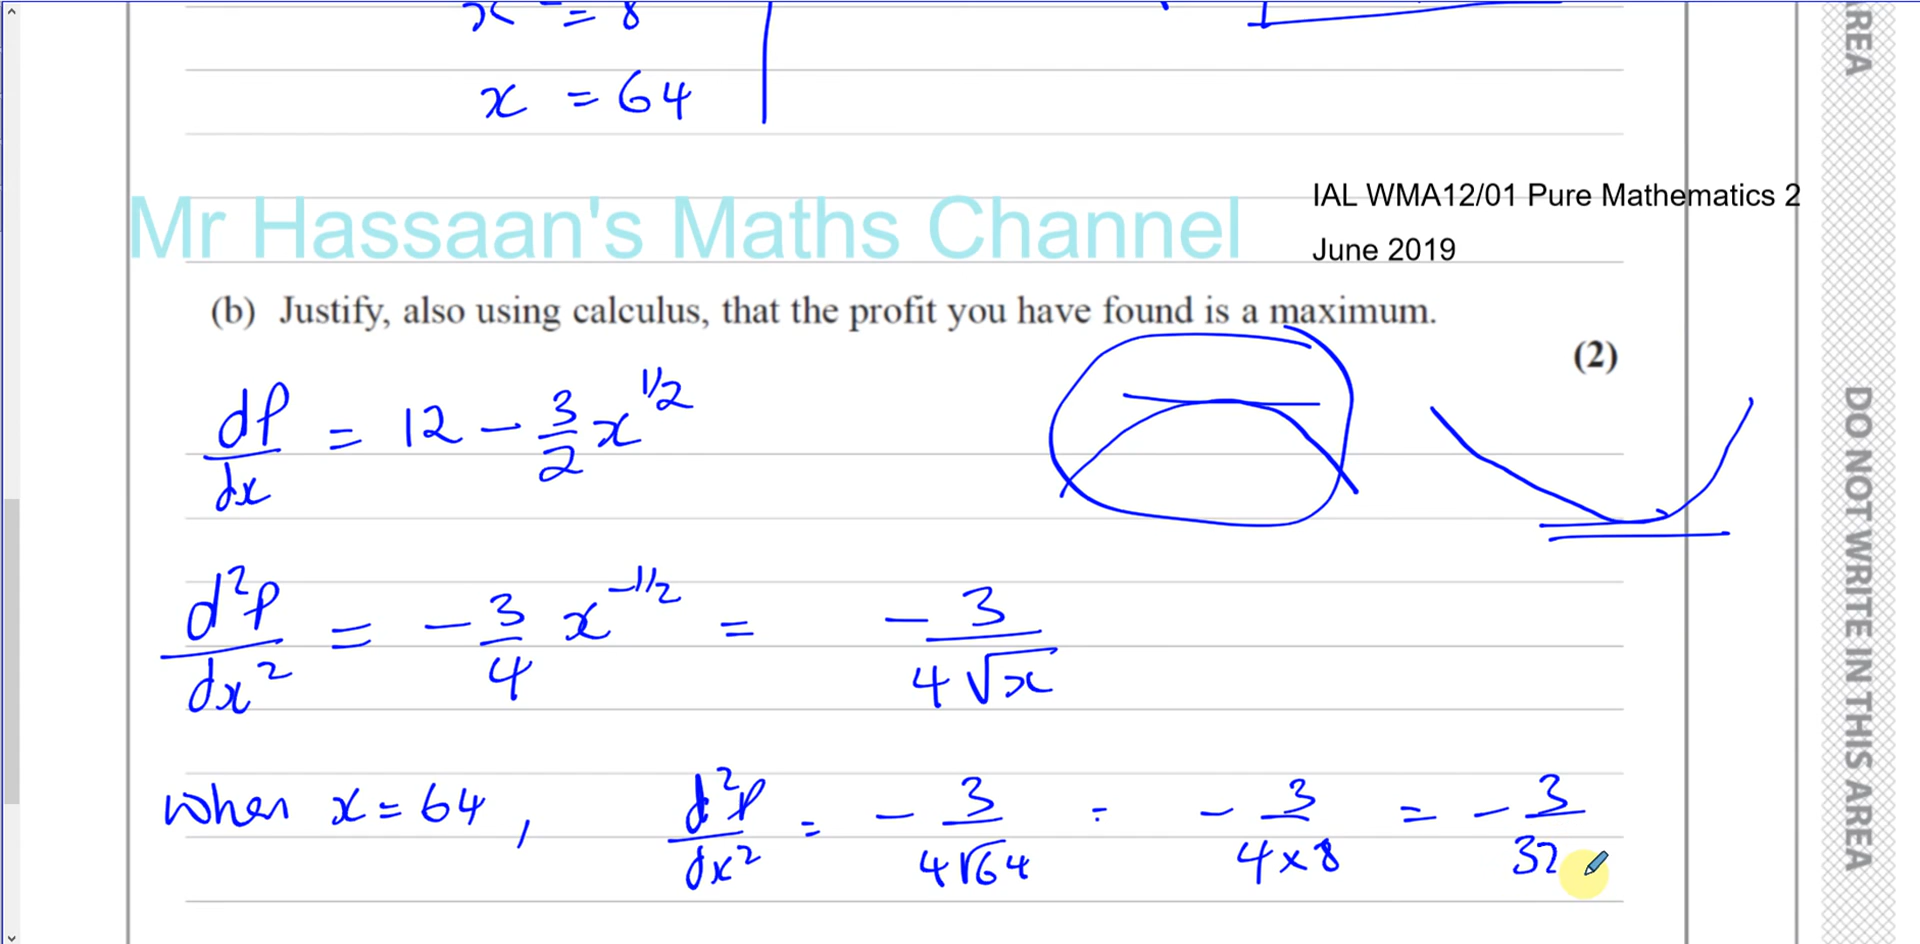 x = 8
x = 64
IAL WMA12/01 Pure Mathematics 2
Mr Hassaan's Maths Channel
June 2019
(b) Justify, also using calculus, that the profit you have found is a maximum.
(2)
dP/dx = 12 - 3/2 x^1/2
d²P/dx² = - 3/4 x^-1/2 = -3/4√x
when x = 64, d²P/dx² = - 3/4√64 = - 3/4×8 = - 3/32
AREA
DO NOT WRITE IN THIS AREA